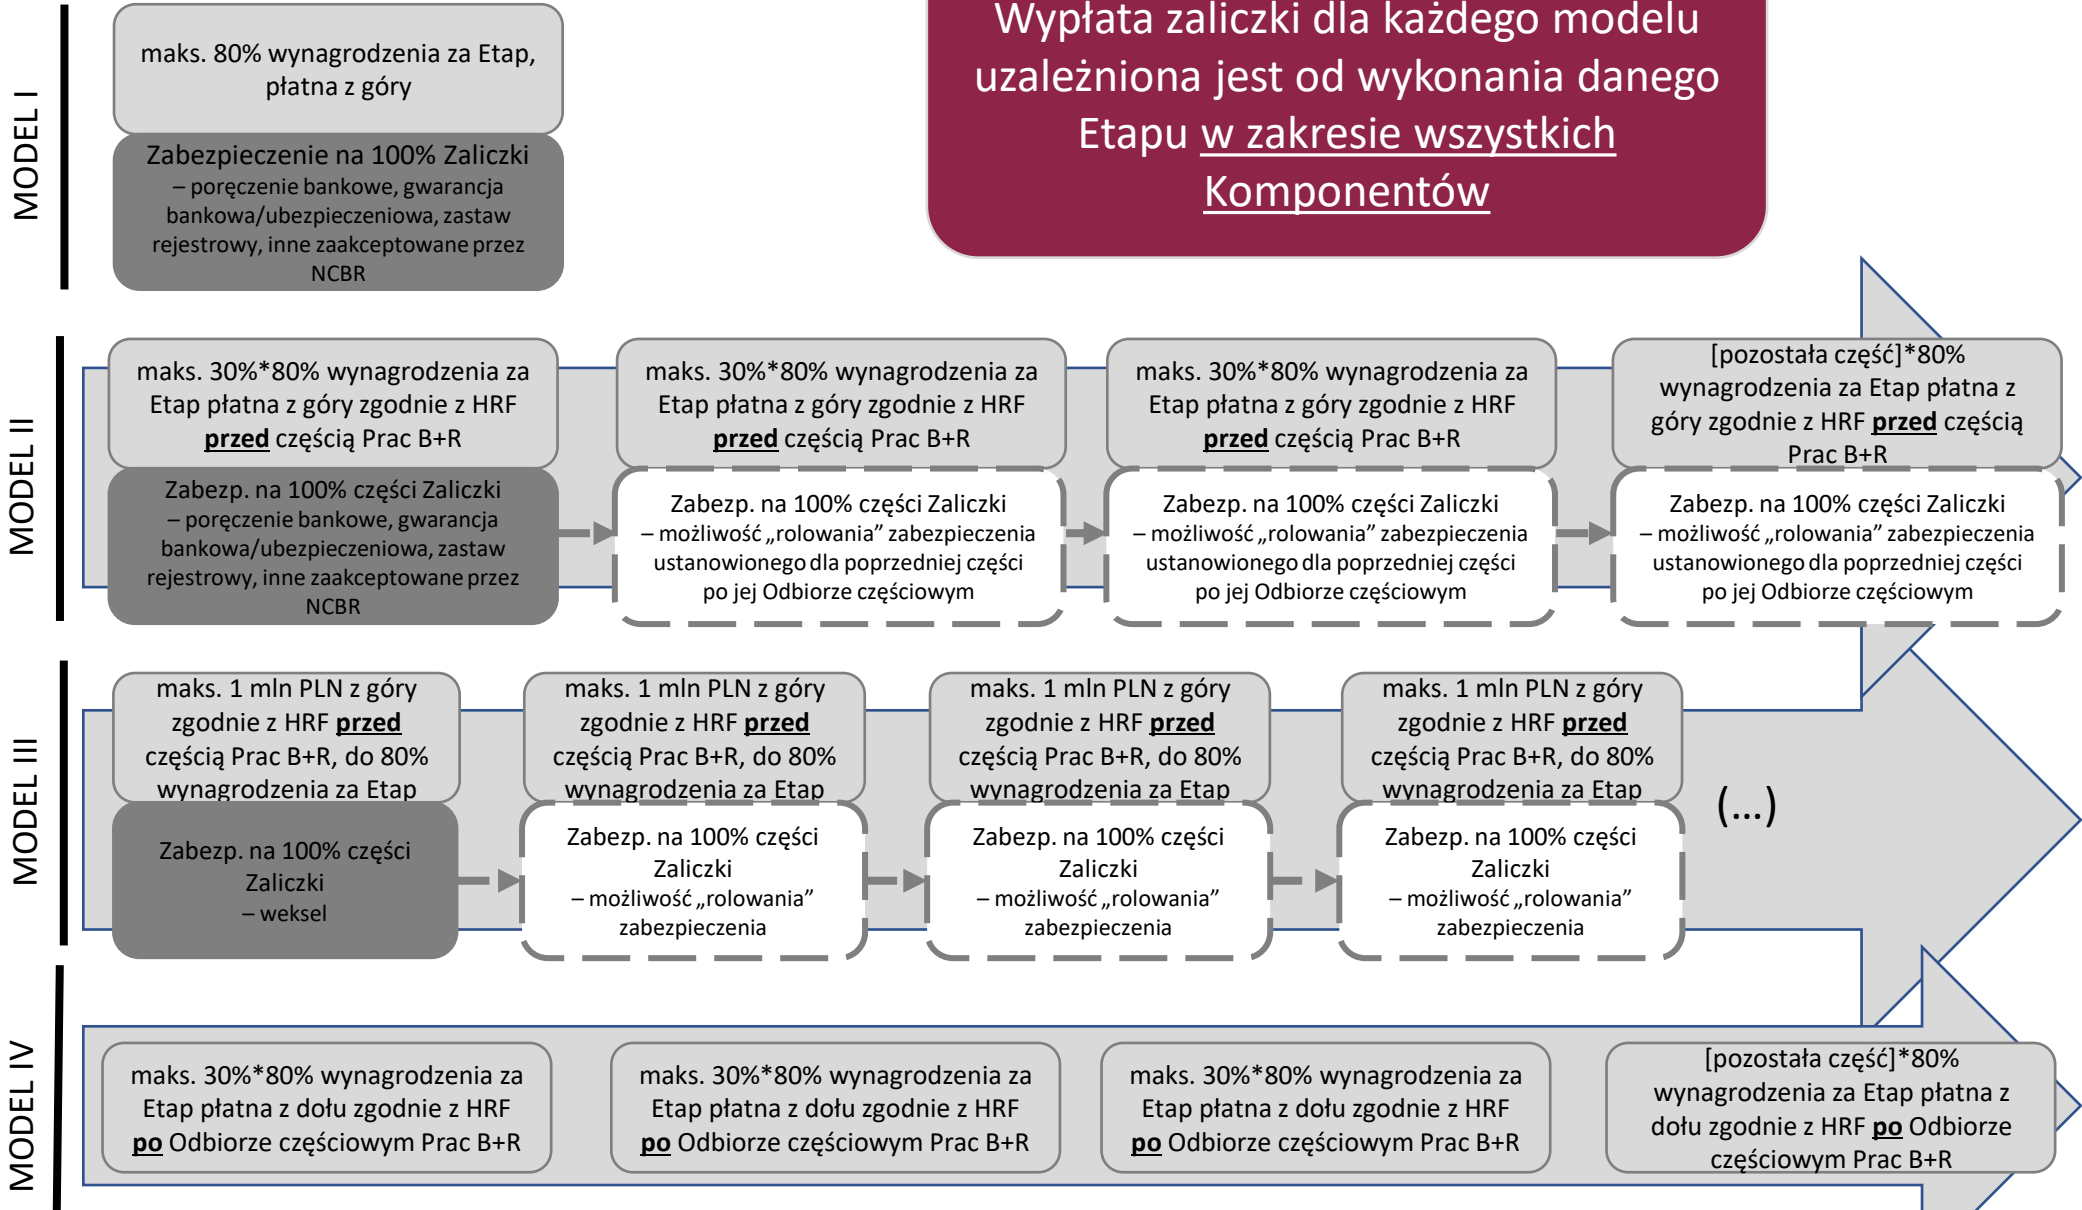 Wypłata zaliczki dla każdego modelu
uzależniona jest od wykonania danego
Etapu w zakresie wszystkich
Komponentów
MODEL I
maks. 80% wynagrodzenia za Etap,
płatna z góry
Zabezpieczenie na 100% Zaliczki
– poręczenie bankowe, gwarancja
bankowa/ubezpieczeniowa, zastaw
rejestrowy, inne zaakceptowane przez
NCBR
MODEL II
maks. 30%*80% wynagrodzenia za
Etap płatna z góry zgodnie z HRF
przed częścią Prac B+R
Zabezp. na 100% części Zaliczki
– poręczenie bankowe, gwarancja
bankowa/ubezpieczeniowa, zastaw
rejestrowy, inne zaakceptowane przez
NCBR
maks. 30%*80% wynagrodzenia za
Etap płatna z góry zgodnie z HRF
przed częścią Prac B+R
Zabezp. na 100% części Zaliczki
– możliwość „rolowania” zabezpieczenia
ustanowionego dla poprzedniej części
po jej Odbiorze częściowym
maks. 30%*80% wynagrodzenia za
Etap płatna z góry zgodnie z HRF
przed częścią Prac B+R
Zabezp. na 100% części Zaliczki
– możliwość „rolowania” zabezpieczenia
ustanowionego dla poprzedniej części
po jej Odbiorze częściowym
[pozostała część]*80%
wynagrodzenia za Etap płatna z
góry zgodnie z HRF przed częścią
Prac B+R
Zabezp. na 100% części Zaliczki
– możliwość „rolowania” zabezpieczenia
ustanowionego dla poprzedniej części
po jej Odbiorze częściowym
MODEL III
maks. 1 mln PLN z góry
zgodnie z HRF przed
częścią Prac B+R, do 80%
wynagrodzenia za Etap
Zabezp. na 100% części
Zaliczki
– weksel
maks. 1 mln PLN z góry
zgodnie z HRF przed
częścią Prac B+R, do 80%
wynagrodzenia za Etap
Zabezp. na 100% części
Zaliczki
– możliwość „rolowania”
zabezpieczenia
maks. 1 mln PLN z góry
zgodnie z HRF przed
częścią Prac B+R, do 80%
wynagrodzenia za Etap
Zabezp. na 100% części
Zaliczki
– możliwość „rolowania”
zabezpieczenia
maks. 1 mln PLN z góry
zgodnie z HRF przed
częścią Prac B+R, do 80%
wynagrodzenia za Etap
Zabezp. na 100% części
Zaliczki
– możliwość „rolowania”
zabezpieczenia
(...)
MODEL IV
maks. 30%*80% wynagrodzenia za
Etap płatna z dołu zgodnie z HRF
po Odbiorze częściowym Prac B+R
maks. 30%*80% wynagrodzenia za
Etap płatna z dołu zgodnie z HRF
po Odbiorze częściowym Prac B+R
maks. 30%*80% wynagrodzenia za
Etap płatna z dołu zgodnie z HRF
po Odbiorze częściowym Prac B+R
[pozostała część]*80%
wynagrodzenia za Etap płatna z
dołu zgodnie z HRF po Odbiorze
częściowym Prac B+R